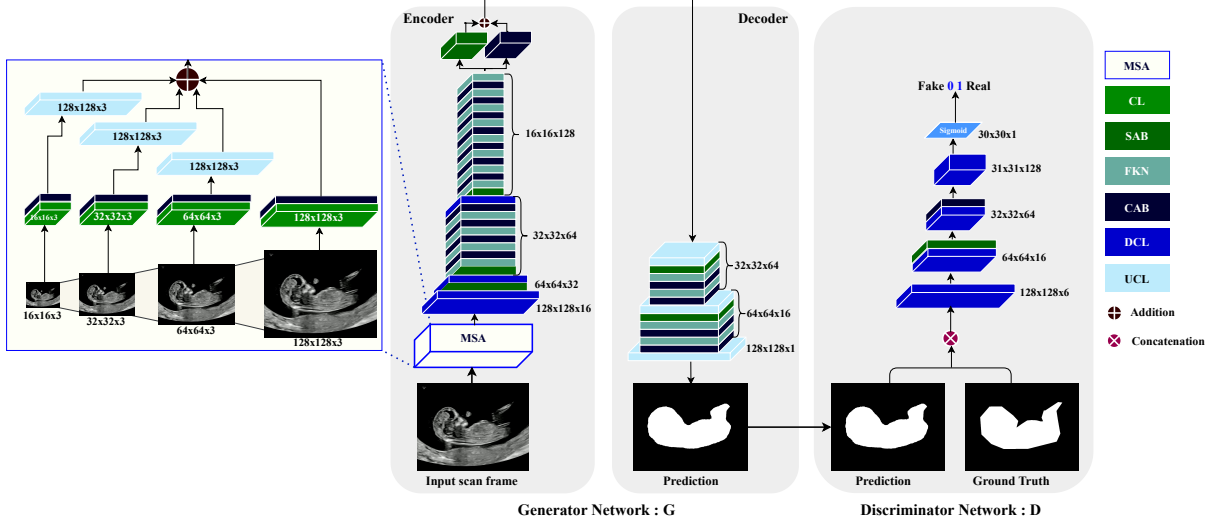 Encoder
Decoder
128x128x3
128x128x3
128x128x3
16x16x3
32x32x3
64x64x3
128x128x3
16x16x3
32x32x3
64x64x3
128x128x3
16x16x128
32x32x64
64x64x32
128x128x16
MSA
Input scan frame
32x32x64
64x64x16
128x128x1
Prediction
Generator Network : G
Fake 0 1 Real
Sigmoid
30x30x1
31x31x128
32x32x64
64x64x16
128x128x6
Prediction
Ground Truth
Discriminator Network : D
MSA
CL
SAB
FKN
CAB
DCL
UCL
Addition
Concatenation